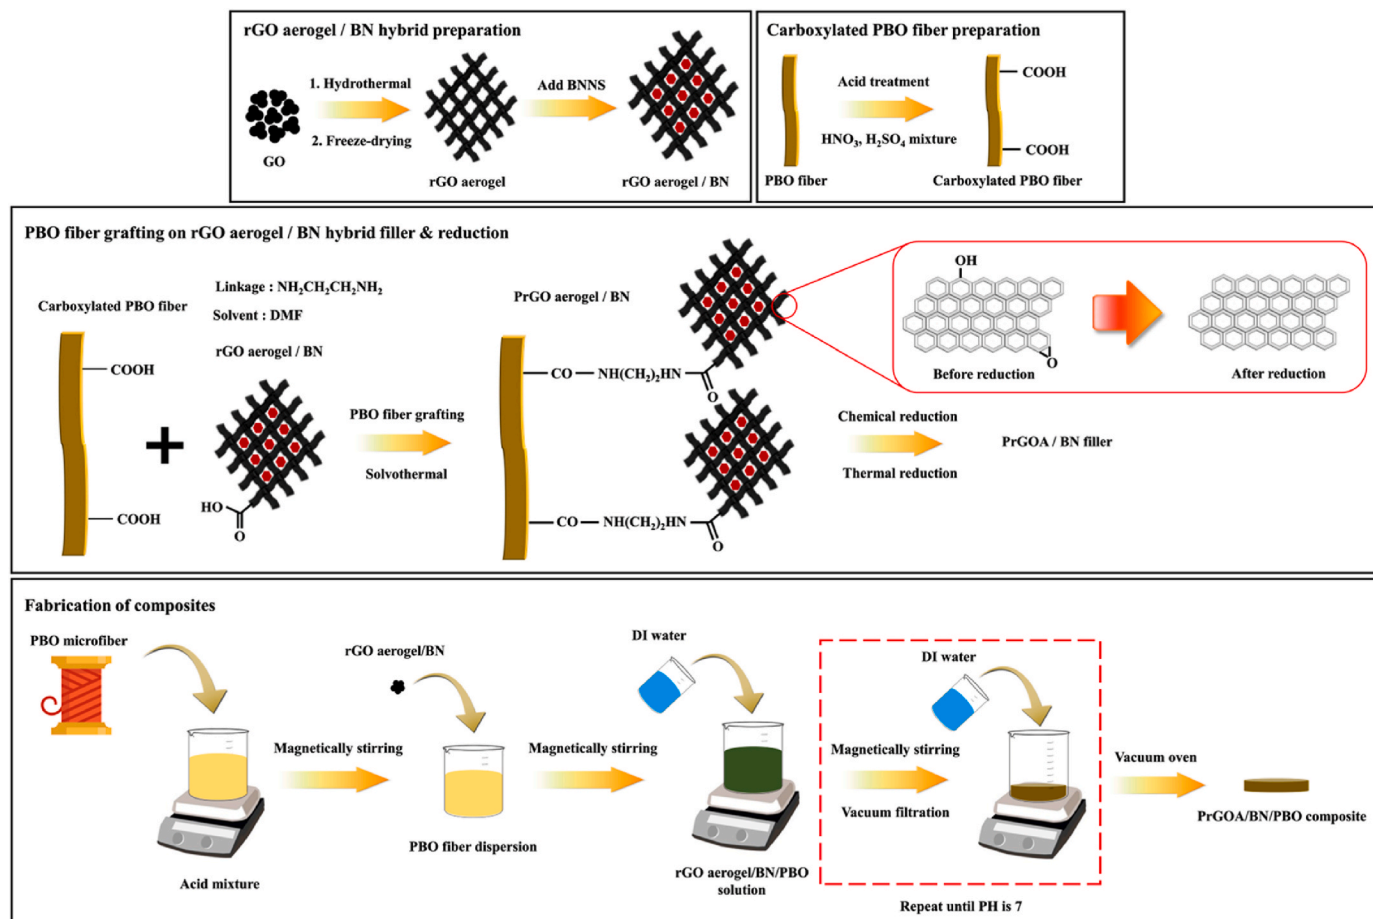 rGO aerogel / BN hybrid preparation
1. Hydrothermal
2. Freeze-drying
GO
rGO aerogel
Add BNNS
rGO aerogel / BN
Carboxylated PBO fiber preparation
PBO fiber
Acid treatment
HNO₃, H₂SO₄ mixture
COOH
COOH
Carboxylated PBO fiber
PBO fiber grafting on rGO aerogel / BN hybrid filler & reduction
Carboxylated PBO fiber
COOH
COOH
Linkage : NH₂CH₂CH₂NH₂
Solvent : DMF
rGO aerogel / BN
HO
O
PBO fiber grafting
Solvothermal
PrGO aerogel / BN
CO
NH(CH₂)₂HN
O
CO
NH(CH₂)₂HN
O
OH
O
Before reduction
After reduction
Chemical reduction
Thermal reduction
PrGOA / BN filler
Fabrication of composites
PBO microfiber
Acid mixture
Magnetically stirring
rGO aerogel/BN
PBO fiber dispersion
Magnetically stirring
DI water
rGO aerogel/BN/PBO
solution
Magnetically stirring
Vacuum filtration
DI water
Repeat until PH is 7
Vacuum oven
PrGOA/BN/PBO composite